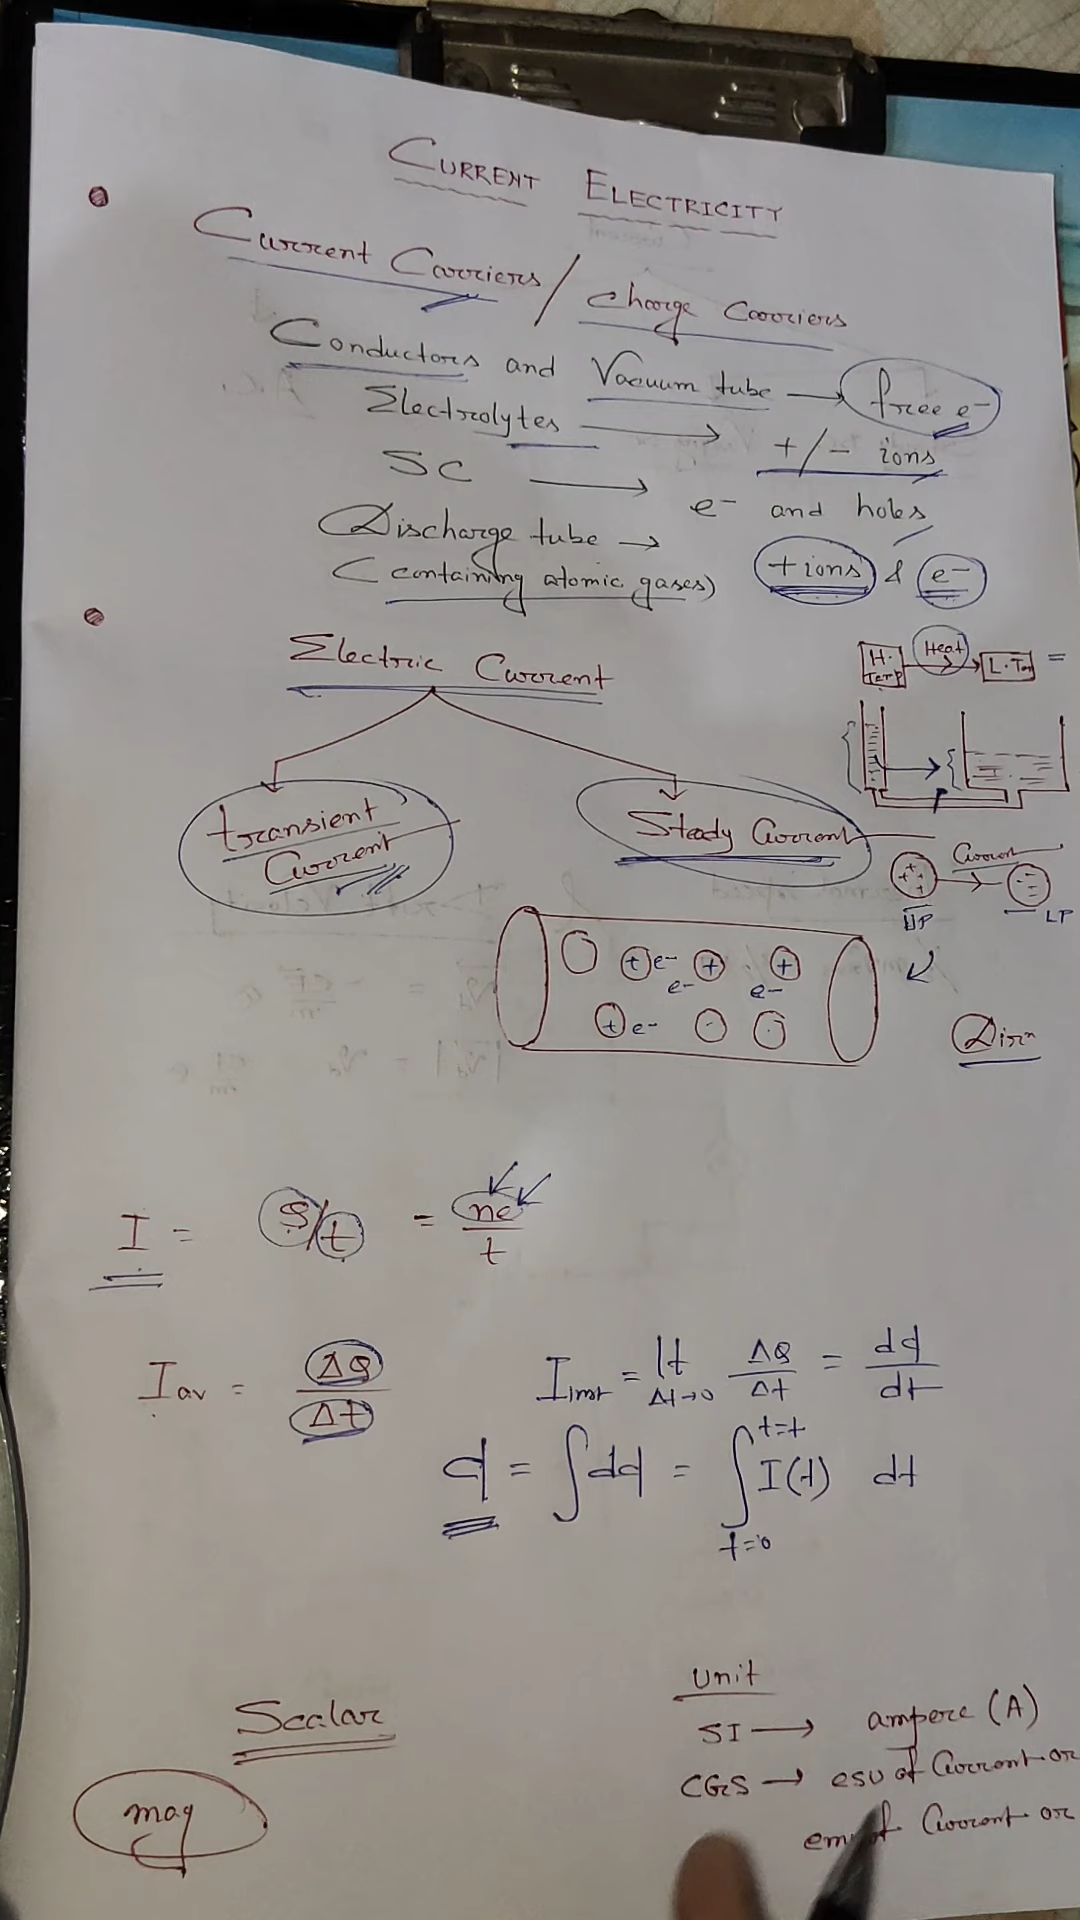 CURRENT ELECTRICITY
Current Carriers / Charge Carriers
Conductors and Vacuum tube → free e-
Electrolytes → +/- ions
SC → e- and holes
Discharge tube → + ions & e-
(containing atomic gases)
Electric Current
H. Temp Heat L. Tem =
transient Current
Steady Current
Current
HP LP
+ e- + e- + e-
+ e-
Dirn
I = Q/t = ne/t
Iav = ΔQ/Δt
Iinst = lt Δt→0 ΔQ/Δt = dq/dt
q = ∫dq = ∫ t=0 t=t I(t) dt
Scalar
mag
Unit
SI → ampere (A)
CGS → esu of Current or
emu of Current or